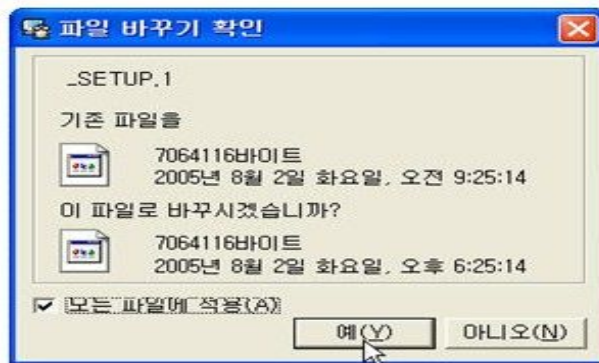 파일 바꾸기 확인
_SETUP.1
기존 파일을
7064116바이트
2005년 8월 2일 화요일, 오전 9:25:14
이 파일로 바꾸시겠습니까?
7064116바이트
2005년 8월 2일 화요일, 오후 6:25:14
모든 파일에 적용(A)
예(Y) 아니오(N)